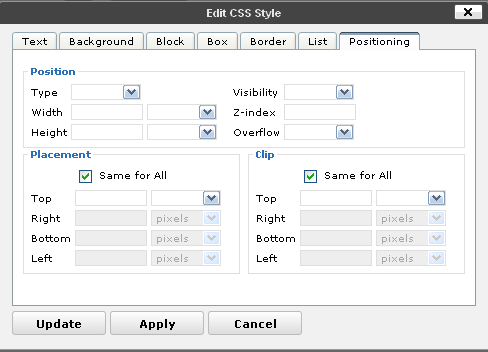 Edit CSS Style
Text Background Block Box Border List Positioning
Position
Type Visibility
Width Z-index
Height Overflow
Placement
Same for All
Top
Right pixels
Bottom pixels
Left pixels
Clip
Same for All
Top
Right pixels
Bottom pixels
Left pixels
Update Apply Cancel